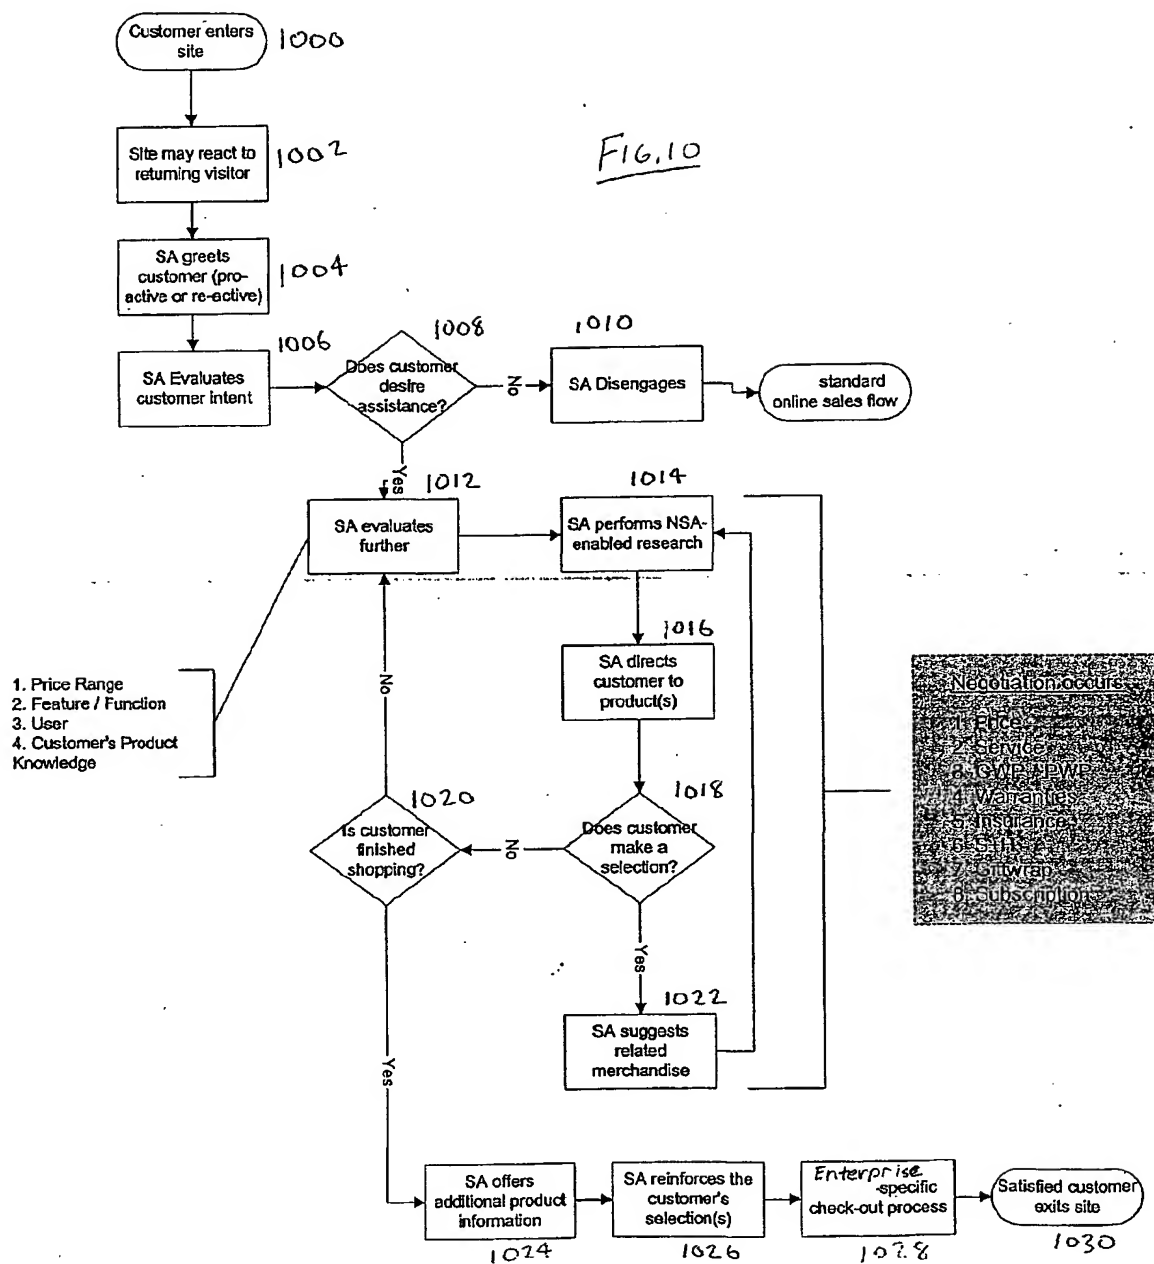 Customer enters
site
1000
FIG.10
Site may react to
returning visitor
1002
SA greets
customer (pro-
active or re-active)
1004
SA Evaluates
customer intent
1006
Does customer
desire
assistance?
1008
No
SA Disengages
1010
standard
online sales flow
Yes
SA evaluates
further
1012
SA performs NSA-
enabled research
1014
SA directs
customer to
product(s)
1016
1. Price Range
2. Feature / Function
3. User
4. Customer's Product
Knowledge
Negotiation occurs
1. Price
2. Service
3. GWP / PWP
4. Warranties
5. Insurance
7. Giftwrap
8. Subscription
No
Is customer
finished
shopping?
1020
No
Does customer
make a
selection?
1018
Yes
SA suggests
related
merchandise
1022
Yes
SA offers
additional product
information
1024
SA reinforces the
customer's
selection(s)
1026
Enterprise
-specific
check-out process
1028
Satisfied customer
exits site
1030